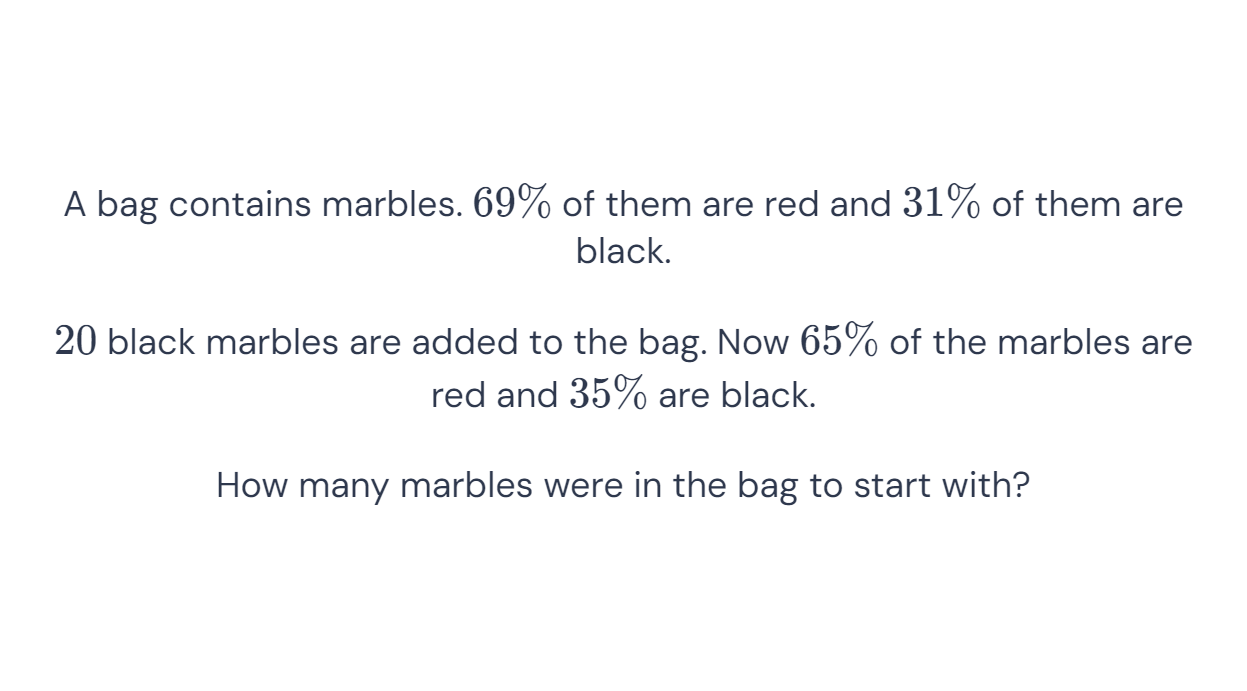 A bag contains marbles. 69% of them are red and 31% of them are
black.
20 black marbles are added to the bag. Now 65% of the marbles are
red and 35% are black.
How many marbles were in the bag to start with?